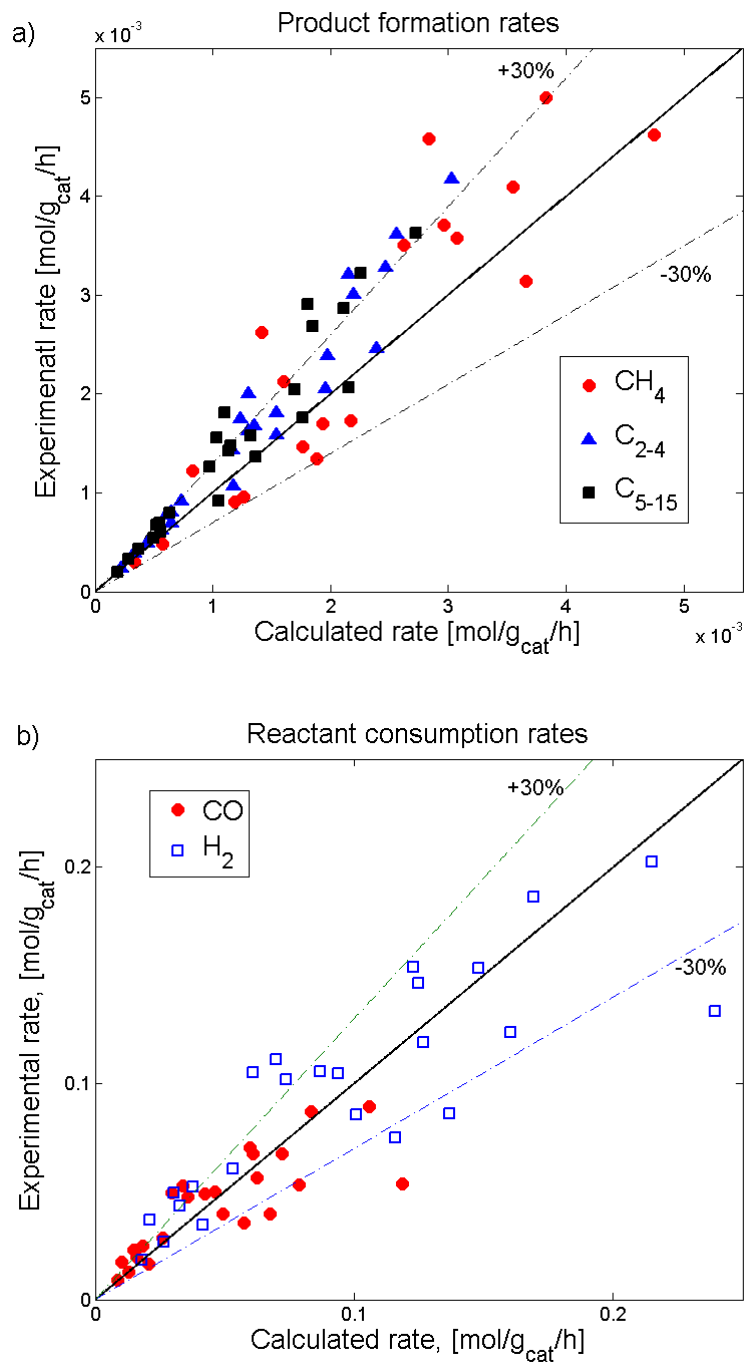 a)
Product formation rates
x 10⁻³
+30%
-30%
5
4
3
2
1
0
Experimenatl rate [mol/g_cat/h]
CH₄
C₂₋₄
C₅₋₁₅
0 1 2 3 4 5
Calculated rate [mol/g_cat/h]
x 10⁻³
b)
Reactant consumption rates
CO
H₂
+30%
-30%
0.2
0.1
0
Experimental rate, [mol/g_cat/h]
0 0.1 0.2
Calculated rate, [mol/g_cat/h]